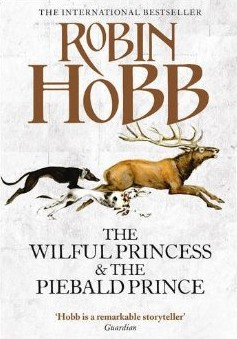 THE INTERNATIONAL BESTSELLER
ROBIN
HOBB
THE
WILFUL PRINCESS
& THE
PIEBALD PRINCE
'Hobb is a remarkable storyteller'
Guardian